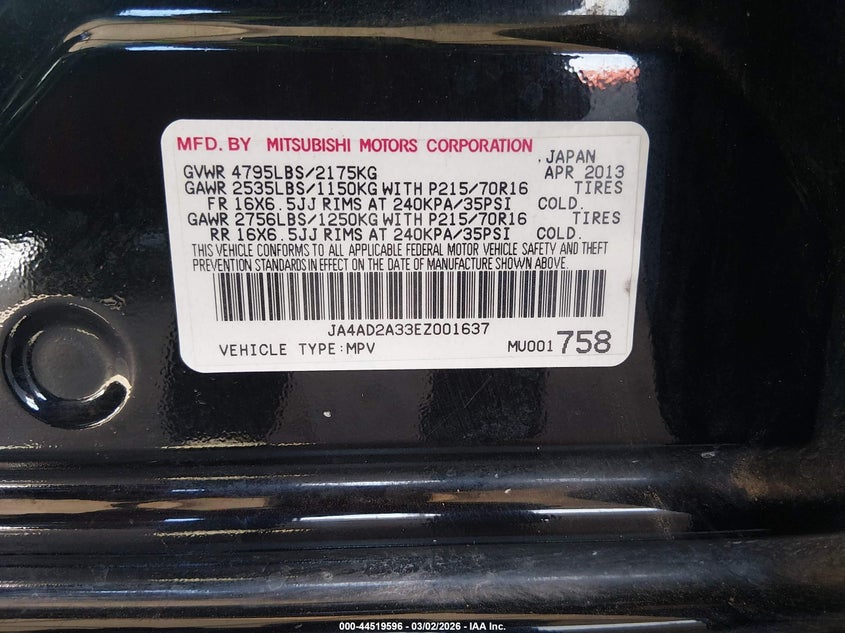 MFD. BY MITSUBISHI MOTORS CORPORATION
, JAPAN
GVWR 4795LBS/2175KG APR 2013
GAWR 2535LBS/1150KG WITH P215/70R16 TIRES
FR 16X6.5JJ RIMS AT 240KPA/35PSI COLD.
GAWR 2756LBS/1250KG WITH P215/70R16 TIRES
RR 16X6.5JJ RIMS AT 240KPA/35PSI COLD.
THIS VEHICLE CONFORMS TO ALL APPLICABLE FEDERAL MOTOR VEHICLE SAFETY AND THEFT
PREVENTION STANDARDS IN EFFECT ON THE DATE OF MANUFACTURE SHOWN ABOVE.
JA4AD2A33EZ001637
VEHICLE TYPE:MPV MU001 758
000-44519596 - 03/02/2026 - IAA Inc.